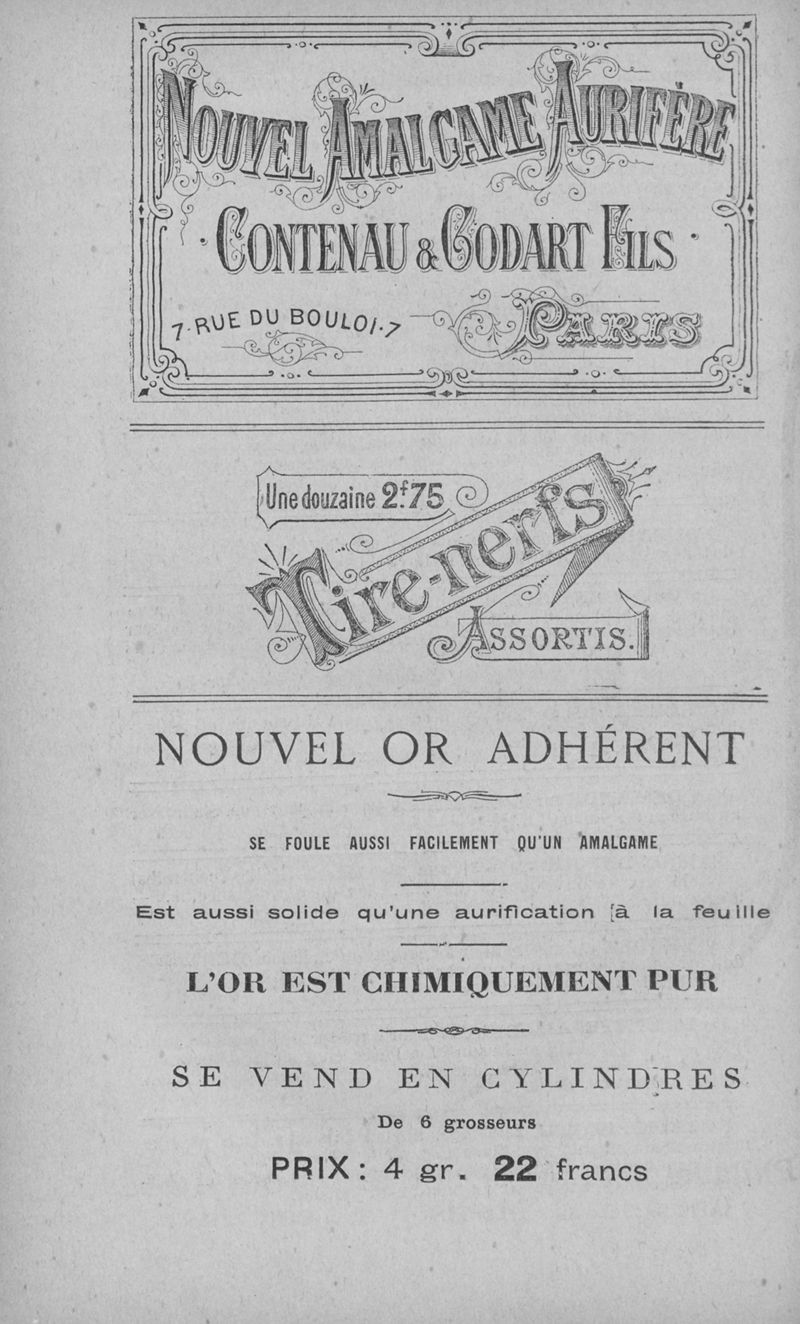 NOUVEL AMALGAME AURIFÈRE
CONTENAU & GODART FILS
7. RUE DU BOULOI. 7 PARIS
Une douzaine 2f.75
Tire-nerfs
ASSORTIS.
NOUVEL OR ADHÉRENT
SE FOULE AUSSI FACILEMENT QU'UN AMALGAME
Est aussi solide qu'une aurification [à la feuille
L'OR EST CHIMIQUEMENT PUR
SE VEND EN CYLINDRES
De 6 grosseurs
PRIX : 4 gr. 22 francs